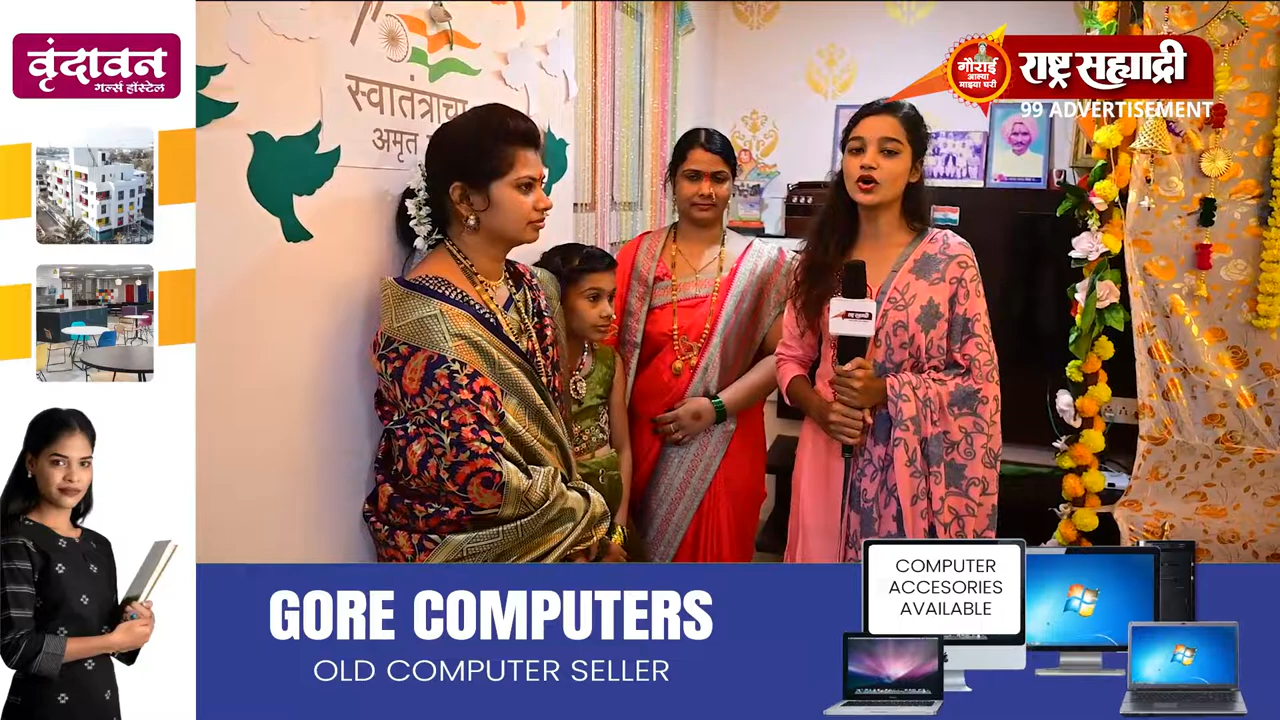 वृंदावन
गर्ल्स हॉस्टेल
स्वातंत्र्याचा
अमृत
गौराई
आल्या
माझ्या घरी
राष्ट्र सह्याद्री
99 ADVERTISEMENT
GORE COMPUTERS
OLD COMPUTER SELLER
COMPUTER
ACCESORIES
AVAILABLE